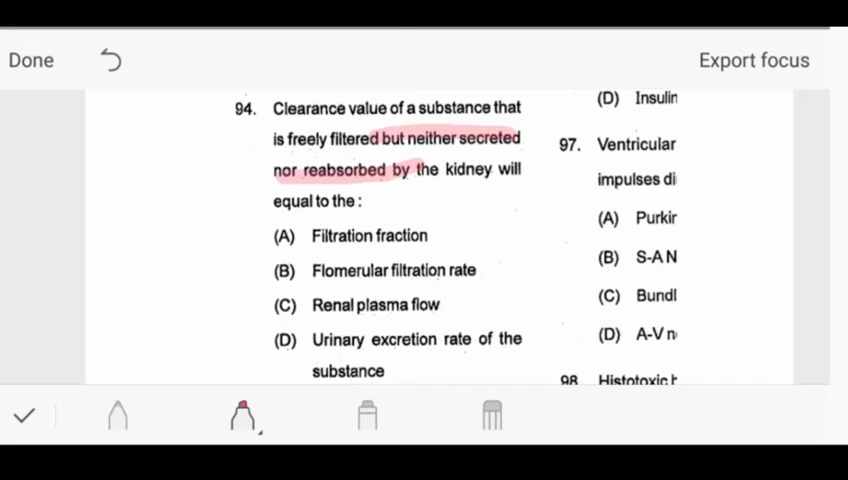 Done
Export focus
94. Clearance value of a substance that
is freely filtered but neither secreted
nor reabsorbed by the kidney will
equal to the :
(A) Filtration fraction
(B) Flomerular filtration rate
(C) Renal plasma flow
(D) Urinary excretion rate of the
substance
(D) Insulin
97. Ventricular
impulses di
(A) Purkin
(B) S-A N
(C) Bundl
(D) A-V n
98 Histotoxic